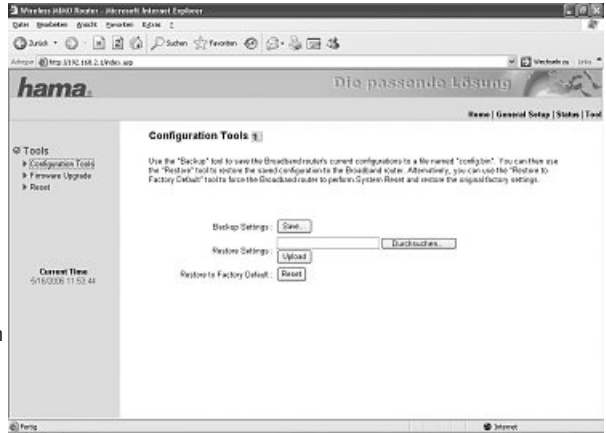 Wireless MIMO Router - Microsoft Internet Explorer
Datei Bearbeiten Ansicht Favoriten Extras ?
Zurück Suchen Favoriten
Adresse http://192.168.2.1/index.asp Wechseln zu Links
hama. Die passende Lösung
Home | General Setup | Status | Tool
Tools
Configuration Tools
Firmware Upgrade
Reset
Current Time
5/16/2006 11:53:44
Configuration Tools
Use the "Backup" tool to save the Broadband router's current configurations to a file named "config.bin". You can then use
the "Restore" tool to restore the saved configuration to the Broadband router. Alternatively, you can use the "Restore to
Factory Default" tool to force the Broadband router to perform System Reset and restore the original factory settings.
Backup Settings : Save...
Durchsuchen...
Restore Settings :
Upload
Restore to Factory Default : Reset
n
Fertig Internet